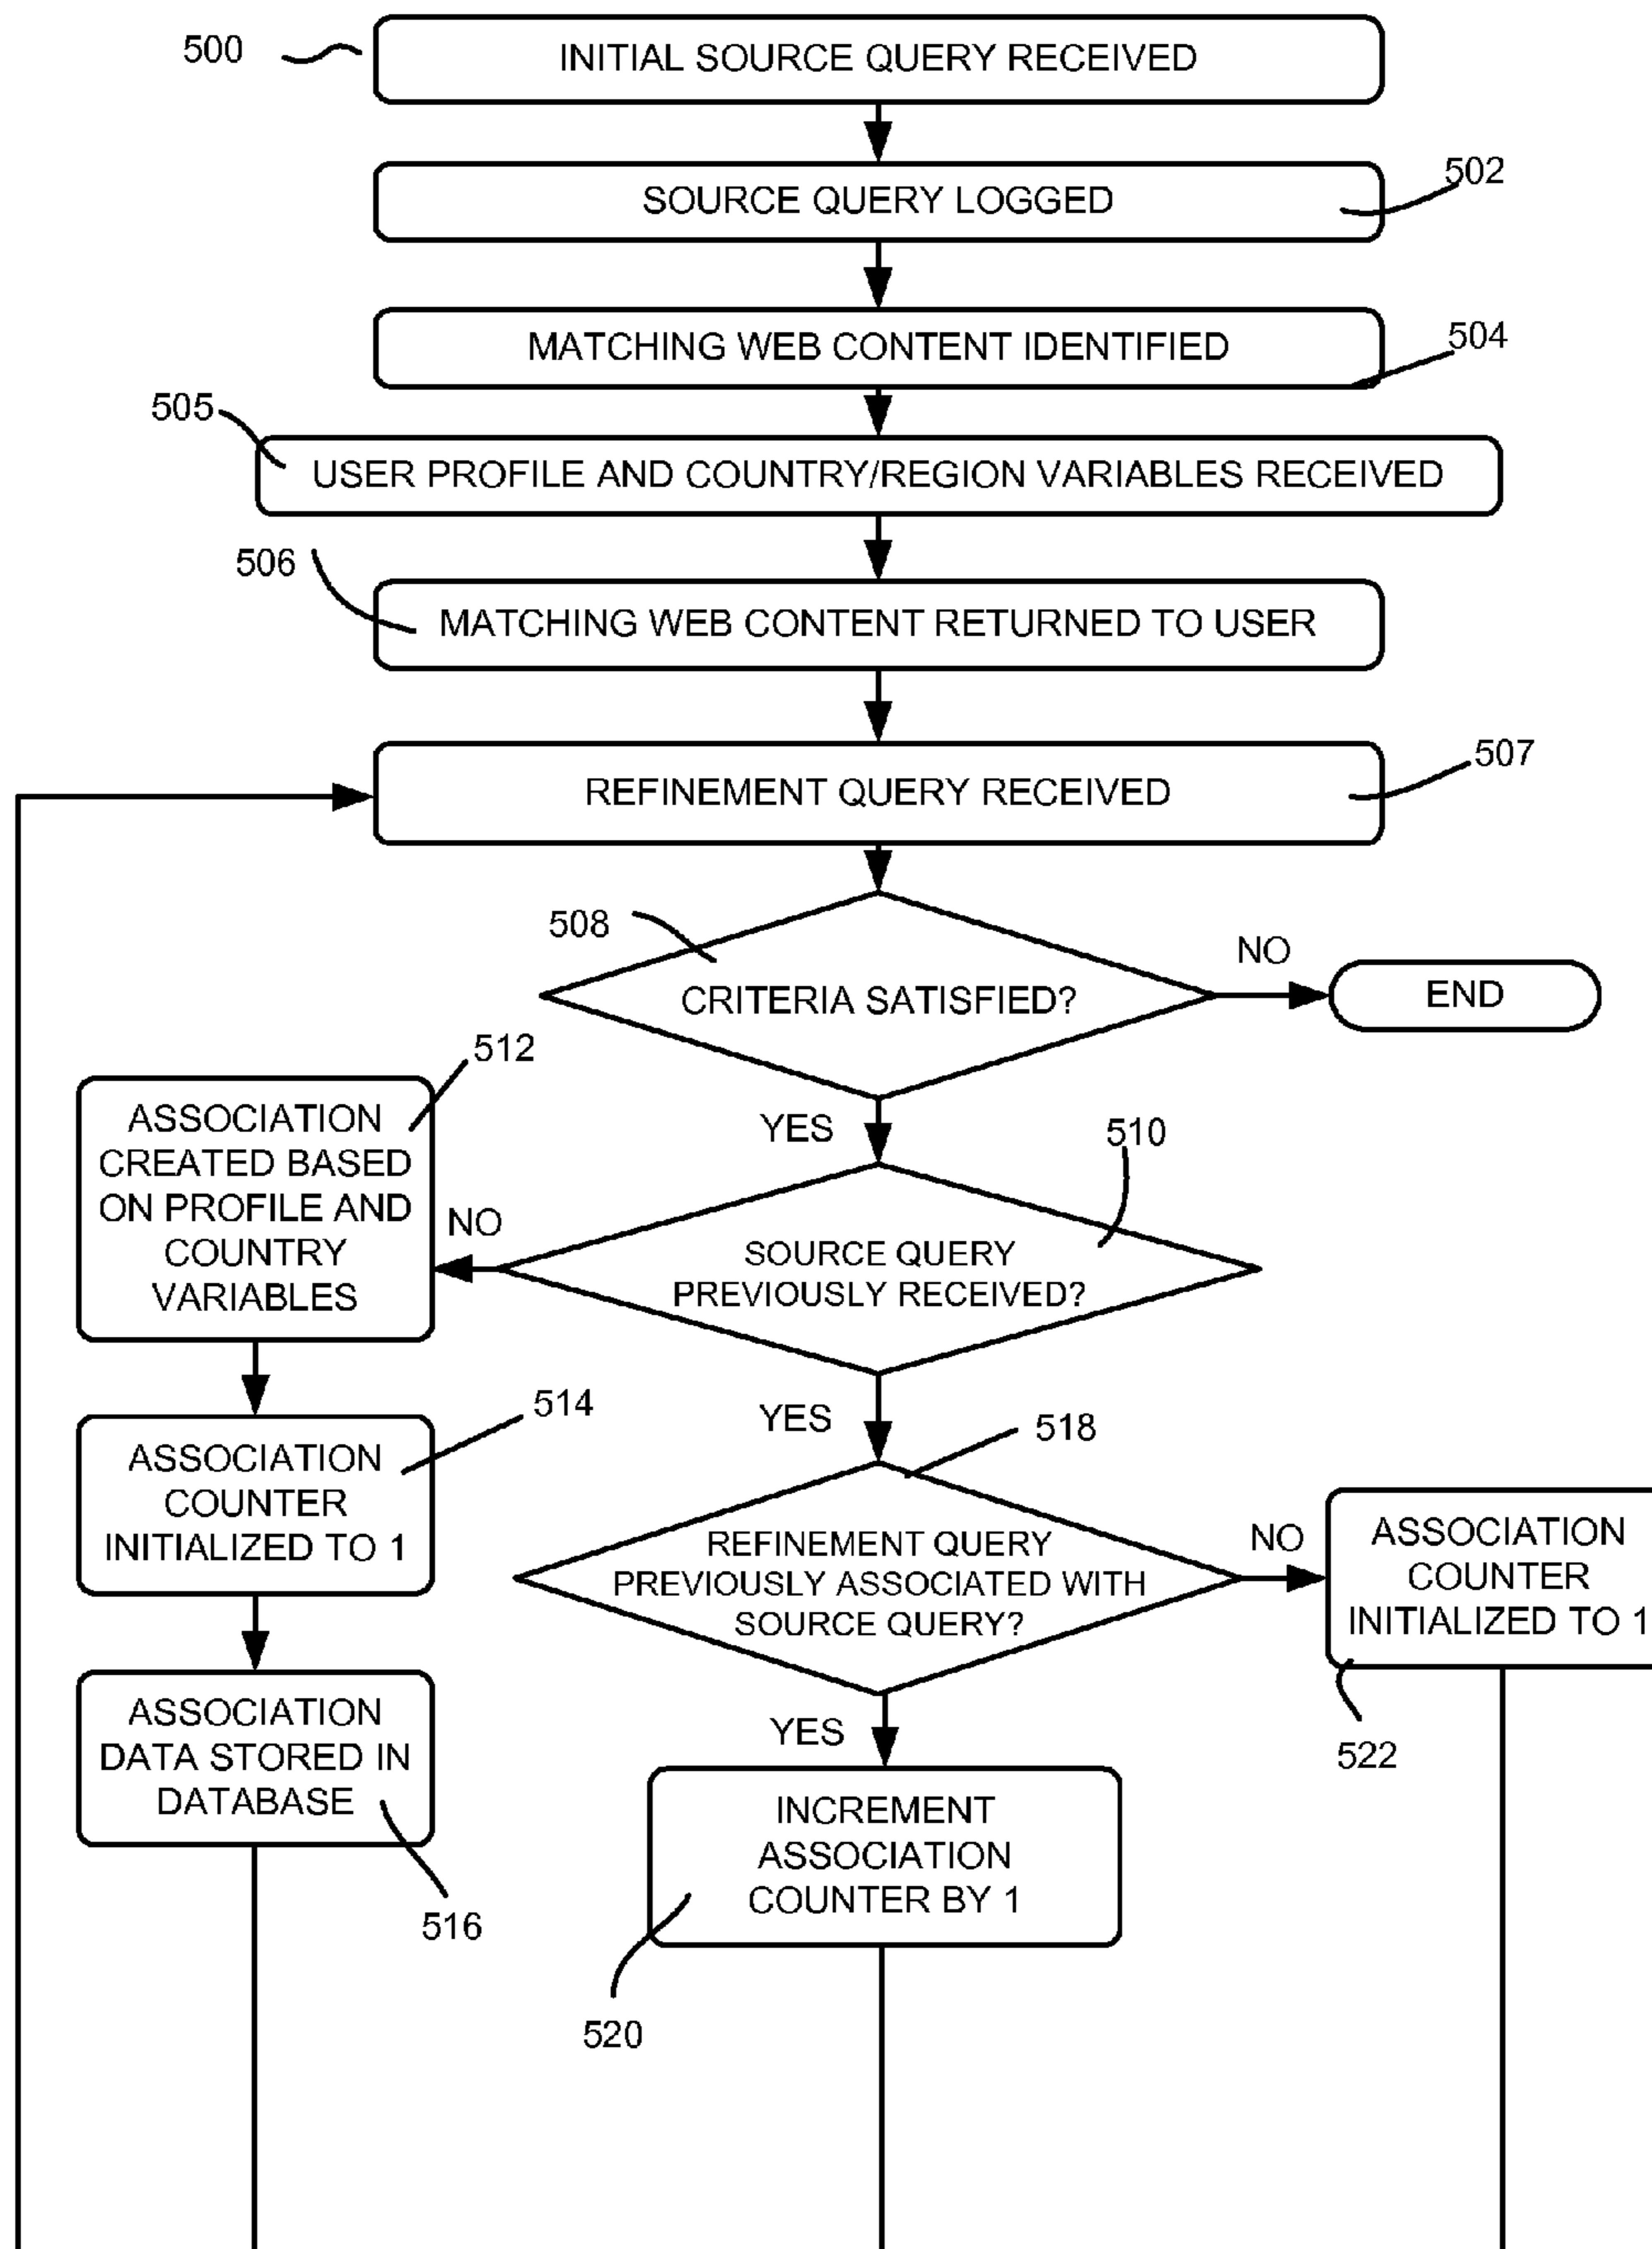 500
INITIAL SOURCE QUERY RECEIVED
502
SOURCE QUERY LOGGED
504
MATCHING WEB CONTENT IDENTIFIED
505
USER PROFILE AND COUNTRY/REGION VARIABLES RECEIVED
506
MATCHING WEB CONTENT RETURNED TO USER
507
REFINEMENT QUERY RECEIVED
508
CRITERIA SATISFIED?
NO
END
YES
510
SOURCE QUERY
PREVIOUSLY RECEIVED?
NO
512
ASSOCIATION
CREATED BASED
ON PROFILE AND
COUNTRY
VARIABLES
514
ASSOCIATION
COUNTER
INITIALIZED TO 1
ASSOCIATION
DATA STORED IN
DATABASE
516
YES
518
REFINEMENT QUERY
PREVIOUSLY ASSOCIATED WITH
SOURCE QUERY?
NO
ASSOCIATION
COUNTER
INITIALIZED TO 1
522
YES
INCREMENT
ASSOCIATION
COUNTER BY 1
520